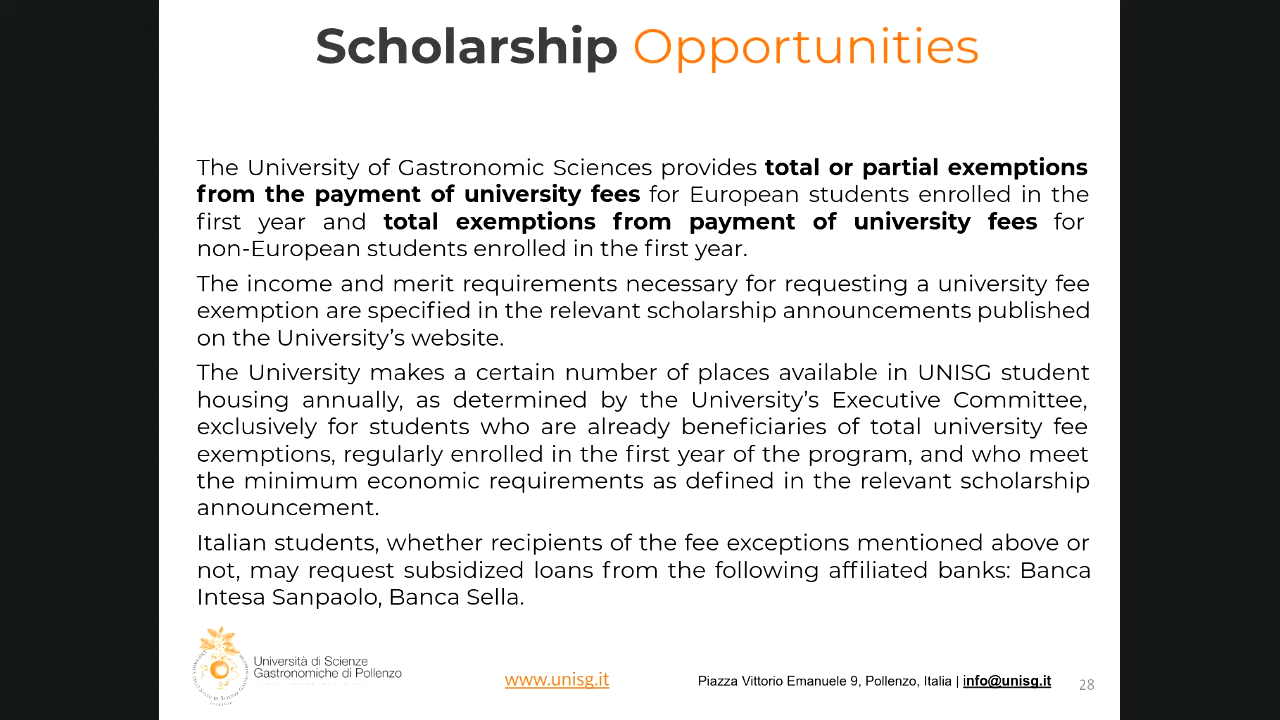 Scholarship Opportunities
The University of Gastronomic Sciences provides total or partial exemptions
from the payment of university fees for European students enrolled in the
first year and total exemptions from payment of university fees for
non-European students enrolled in the first year.
The income and merit requirements necessary for requesting a university fee
exemption are specified in the relevant scholarship announcements published
on the University’s website.
The University makes a certain number of places available in UNISG student
housing annually, as determined by the University’s Executive Committee,
exclusively for students who are already beneficiaries of total university fee
exemptions, regularly enrolled in the first year of the program, and who meet
the minimum economic requirements as defined in the relevant scholarship
announcement.
Italian students, whether recipients of the fee exceptions mentioned above or
not, may request subsidized loans from the following affiliated banks: Banca
Intesa Sanpaolo, Banca Sella.
Università di Scienze
Gastronomiche di Pollenzo
www.unisg.it
Piazza Vittorio Emanuele 9, Pollenzo, Italia | info@unisg.it
28